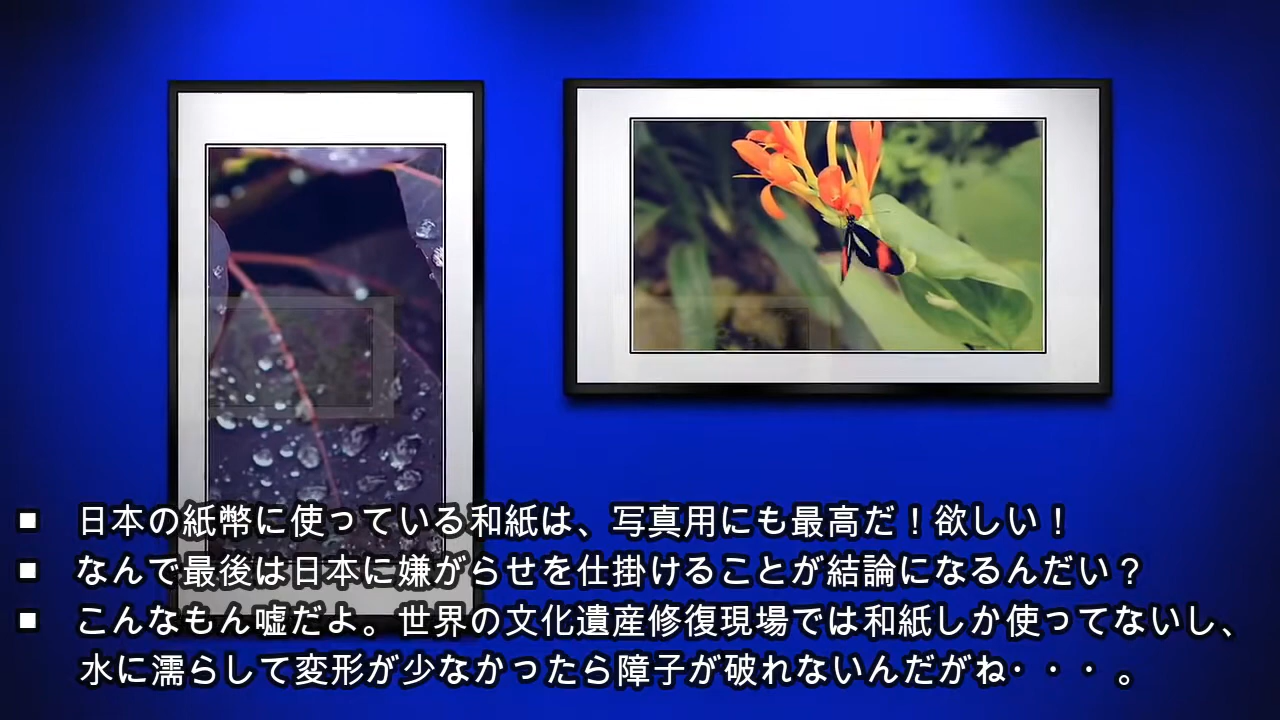 ■ 日本の紙幣に使っている和紙は、写真用にも最高だ！欲しい！
■ なんで最後は日本に嫌がらせを仕掛けることが結論になるんだい？
■ こんなもん嘘だよ。世界の文化遺産修復現場では和紙しか使ってないし、
水に濡らして変形が少なかったら障子が破れないんだがね・・・。